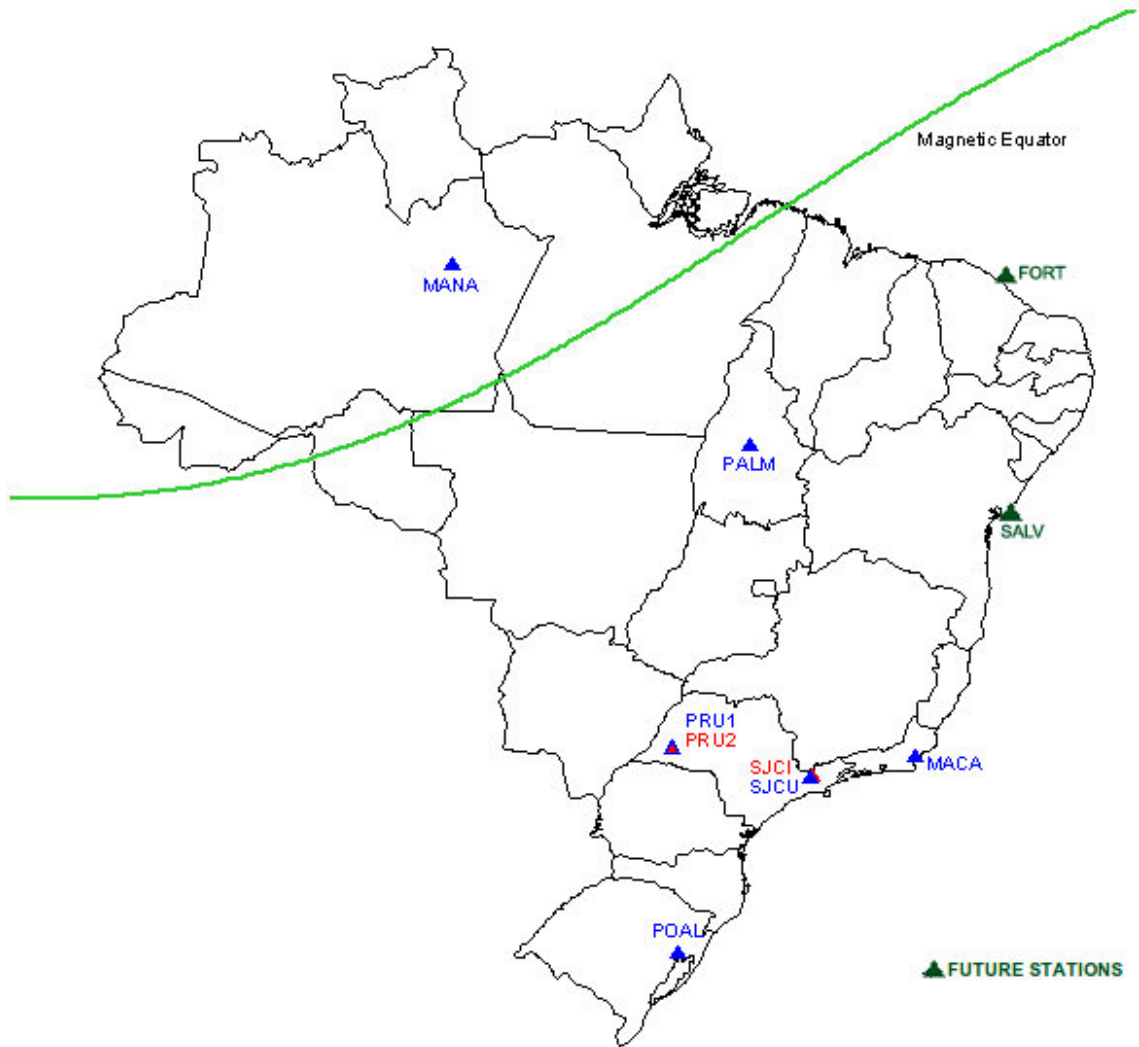 Magnetic Equator
MANA
FORT
PALM
SALV
PRU1
PRU2
SJCI
SJCU
MACA
POAL
FUTURE STATIONS